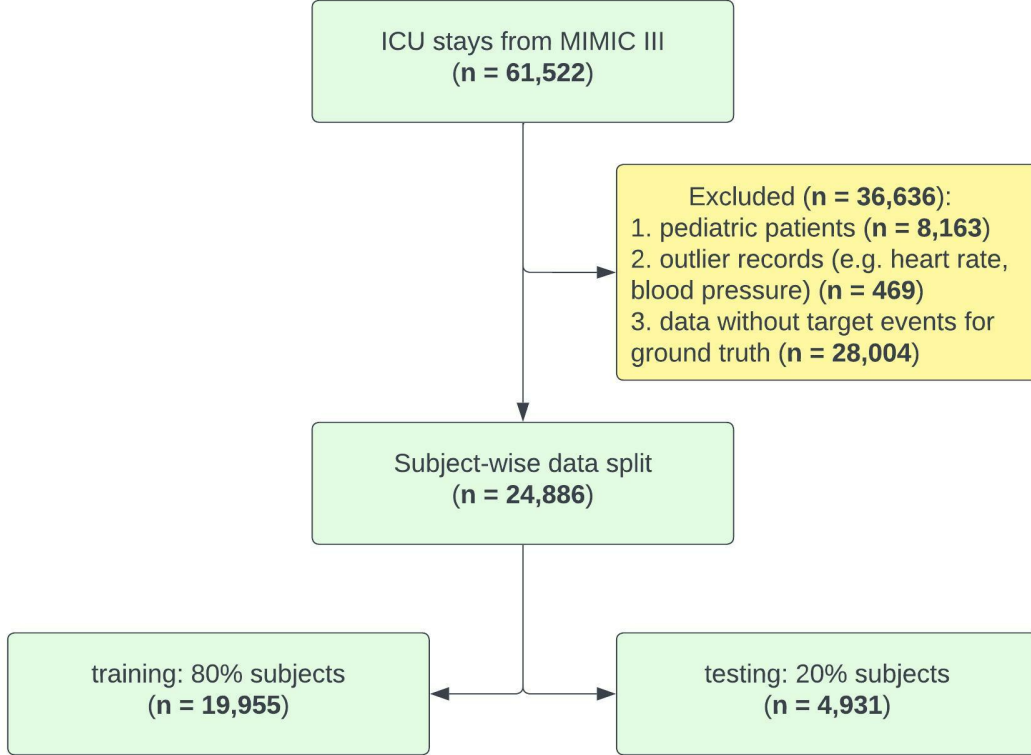 ICU stays from MIMIC III
(n = 61,522)
Excluded (n = 36,636):
1. pediatric patients (n = 8,163)
2. outlier records (e.g. heart rate,
blood pressure) (n = 469)
3. data without target events for
ground truth (n = 28,004)
Subject-wise data split
(n = 24,886)
training: 80% subjects
(n = 19,955)
testing: 20% subjects
(n = 4,931)